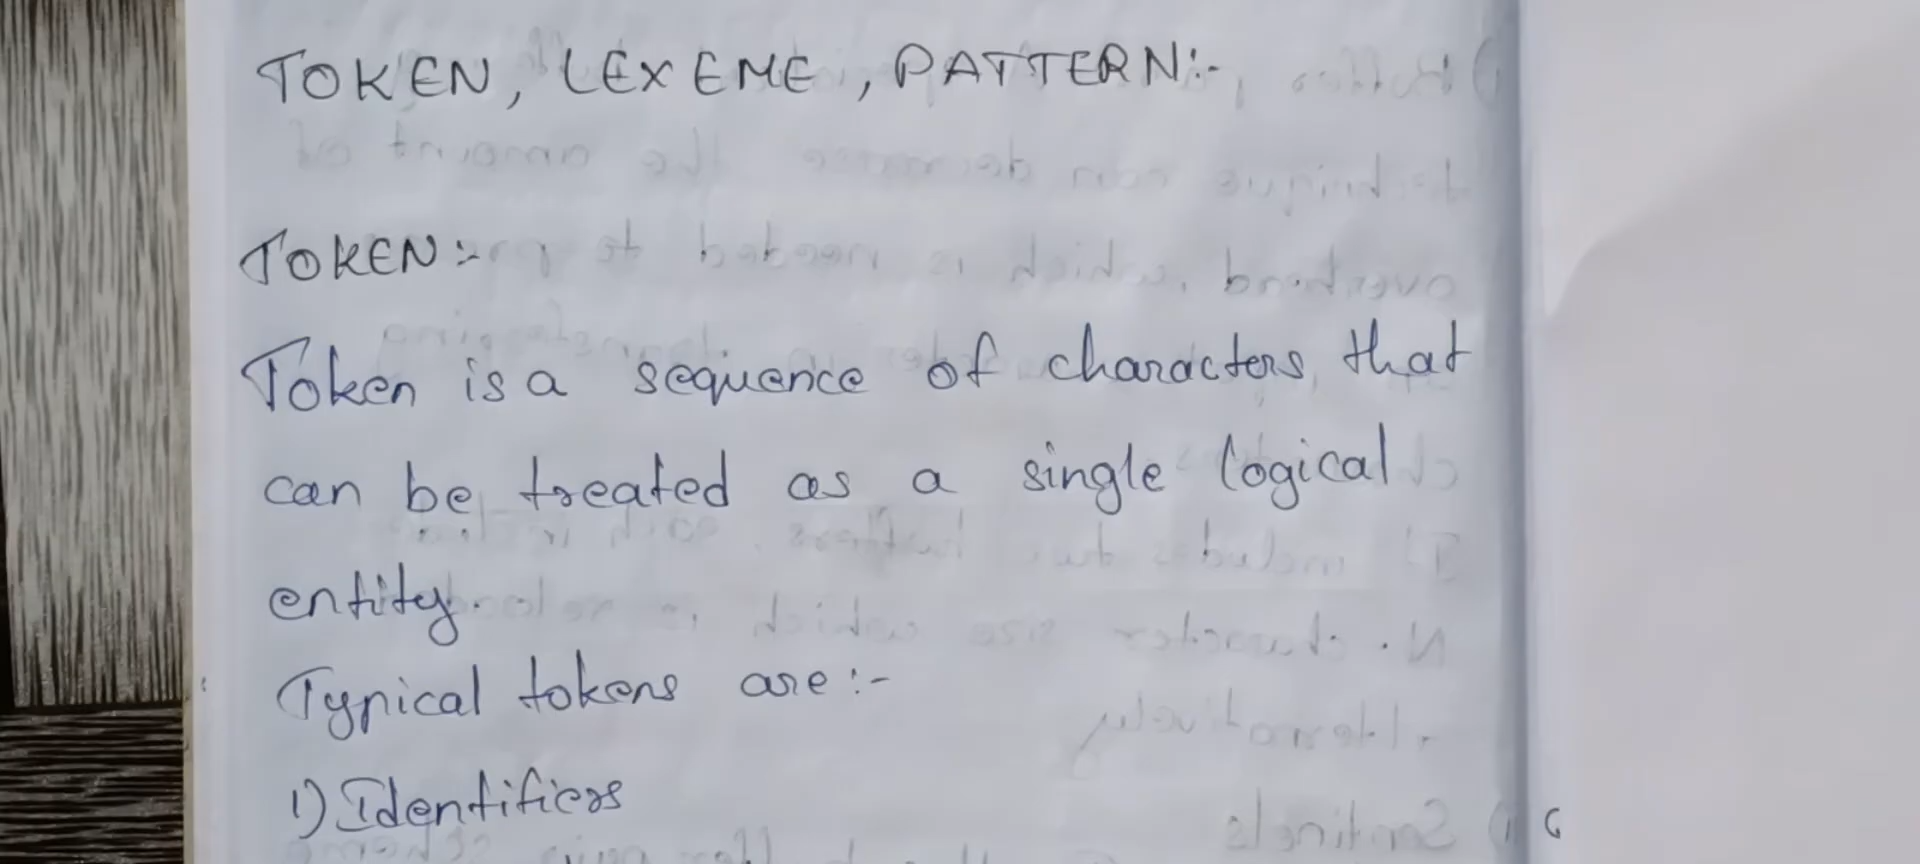 TOKEN, LEXEME, PATTERN:-
TOKEN:-
Token is a sequence of characters that
can be treated as a single logical
entity.
Typical tokens are:-
1) Identifiers